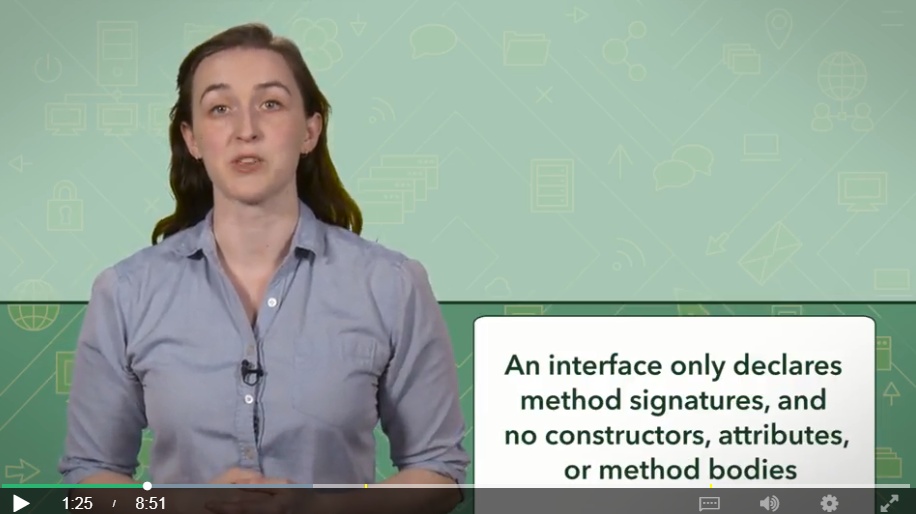 An interface only declares
method signatures, and
no constructors, attributes,
or method bodies
1:25 / 8:51